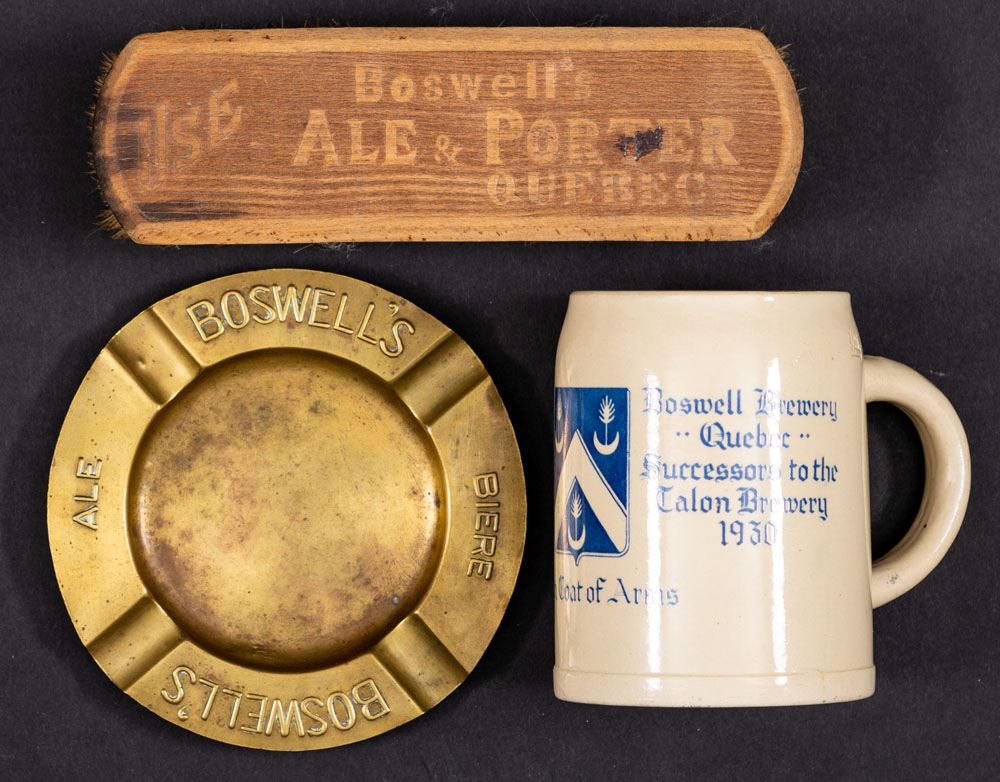 USE
Boswell's
ALE & PORTER
QUEBEC
BOSWELL'S
ALE
BIERE
BOSWELL'S
Boswell Brewery
·· Quebec ··
Successors to the
Talon Brewery
1930
Coat of Arms